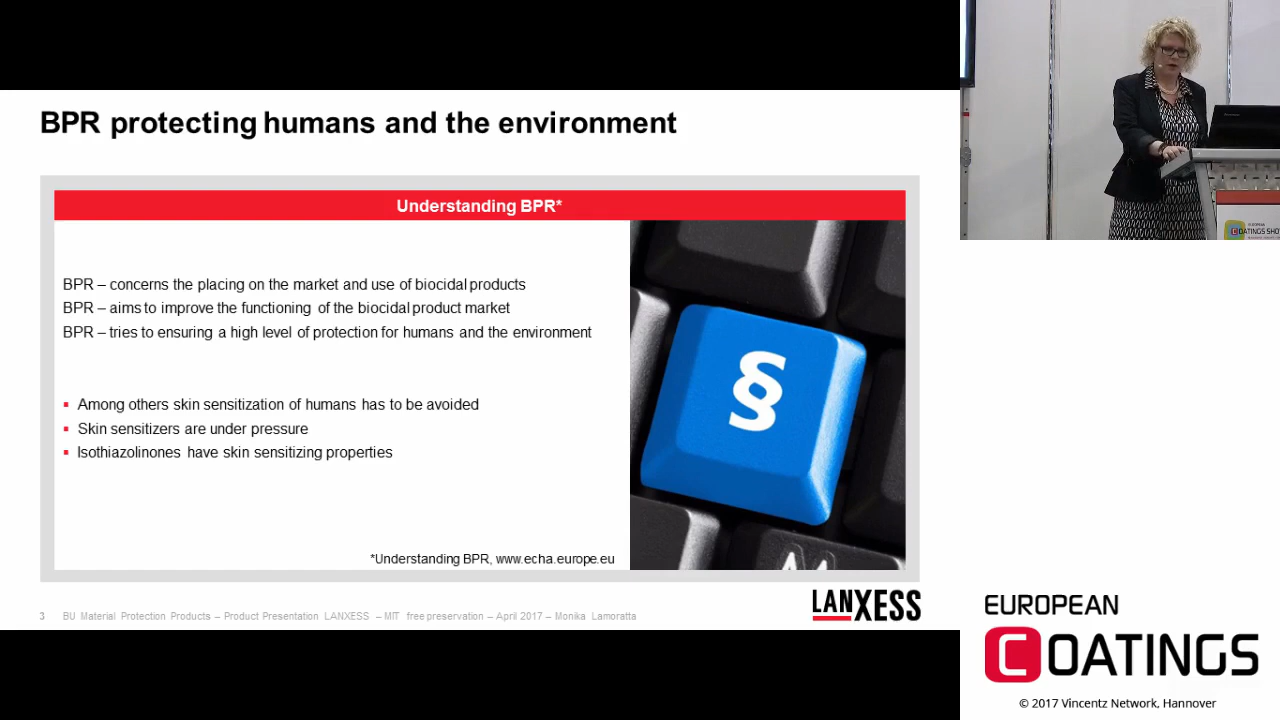 BPR protecting humans and the environment
Understanding BPR*
BPR – concerns the placing on the market and use of biocidal products
BPR – aims to improve the functioning of the biocidal product market
BPR – tries to ensuring a high level of protection for humans and the environment
▪ Among others skin sensitization of humans has to be avoided
▪ Skin sensitizers are under pressure
▪ Isothiazolinones have skin sensitizing properties
§
*Understanding BPR, www.echa.europe.eu
3 BU Material Protection Products – Product Presentation LANXESS – MIT free preservation – April 2017 – Monika Lamoratta
LANXESS
EUROPEAN
COATINGS SHO
EUROPEAN
COATINGS
© 2017 Vincentz Network, Hannover